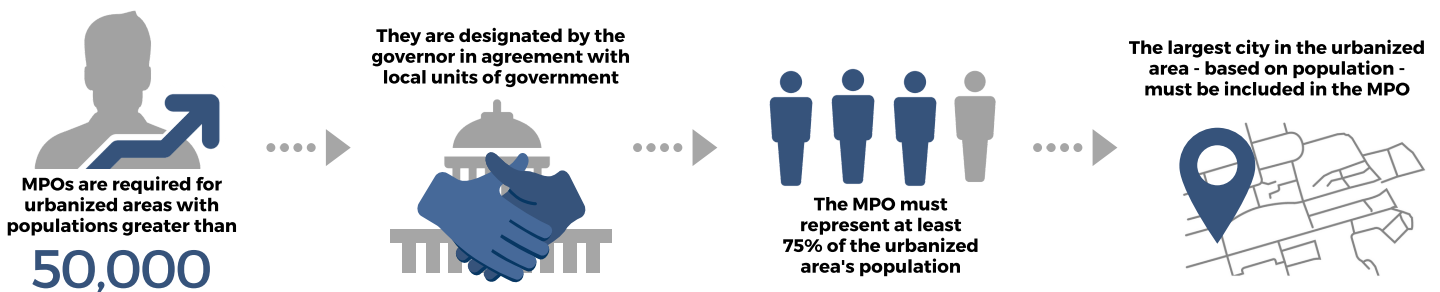 MPOs are required for
urbanized areas with
populations greater than
50,000
They are designated by the
governor in agreement with
local units of government
The MPO must
represent at least
75% of the urbanized
area's population
The largest city in the urbanized
area - based on population -
must be included in the MPO